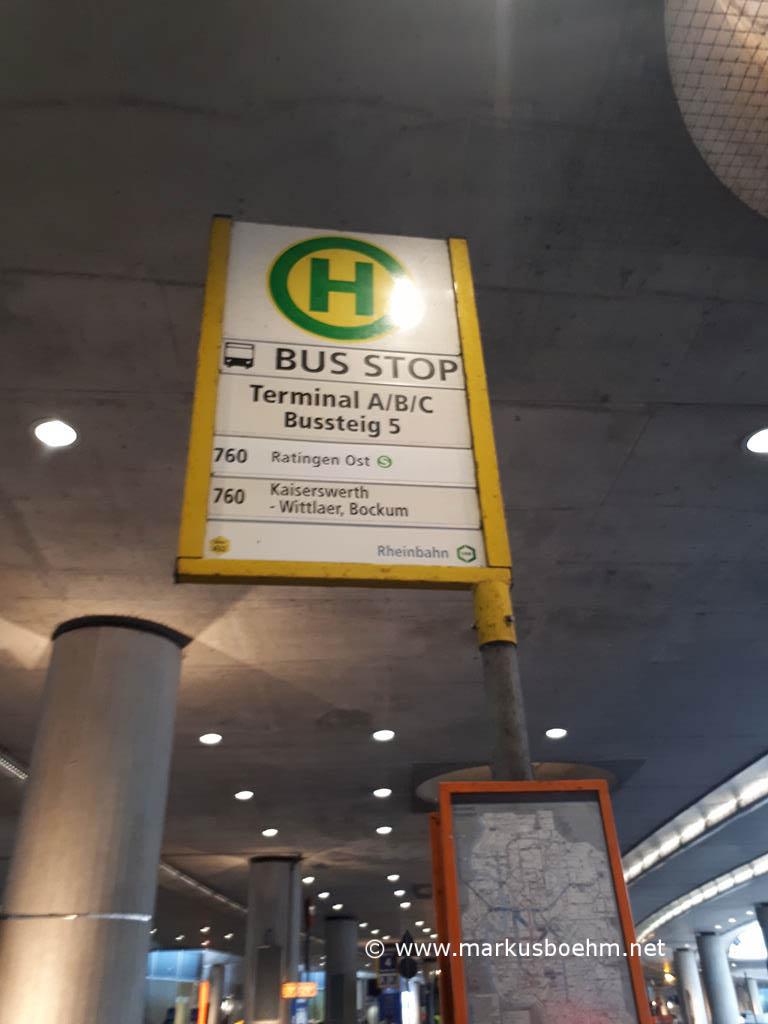 H
BUS STOP
Terminal A/B/C
Bussteig 5
760 Ratingen Ost S
760 Kaiserswerth
- Wittlaer, Bockum
Rheinbahn
© www.markusboehm.net